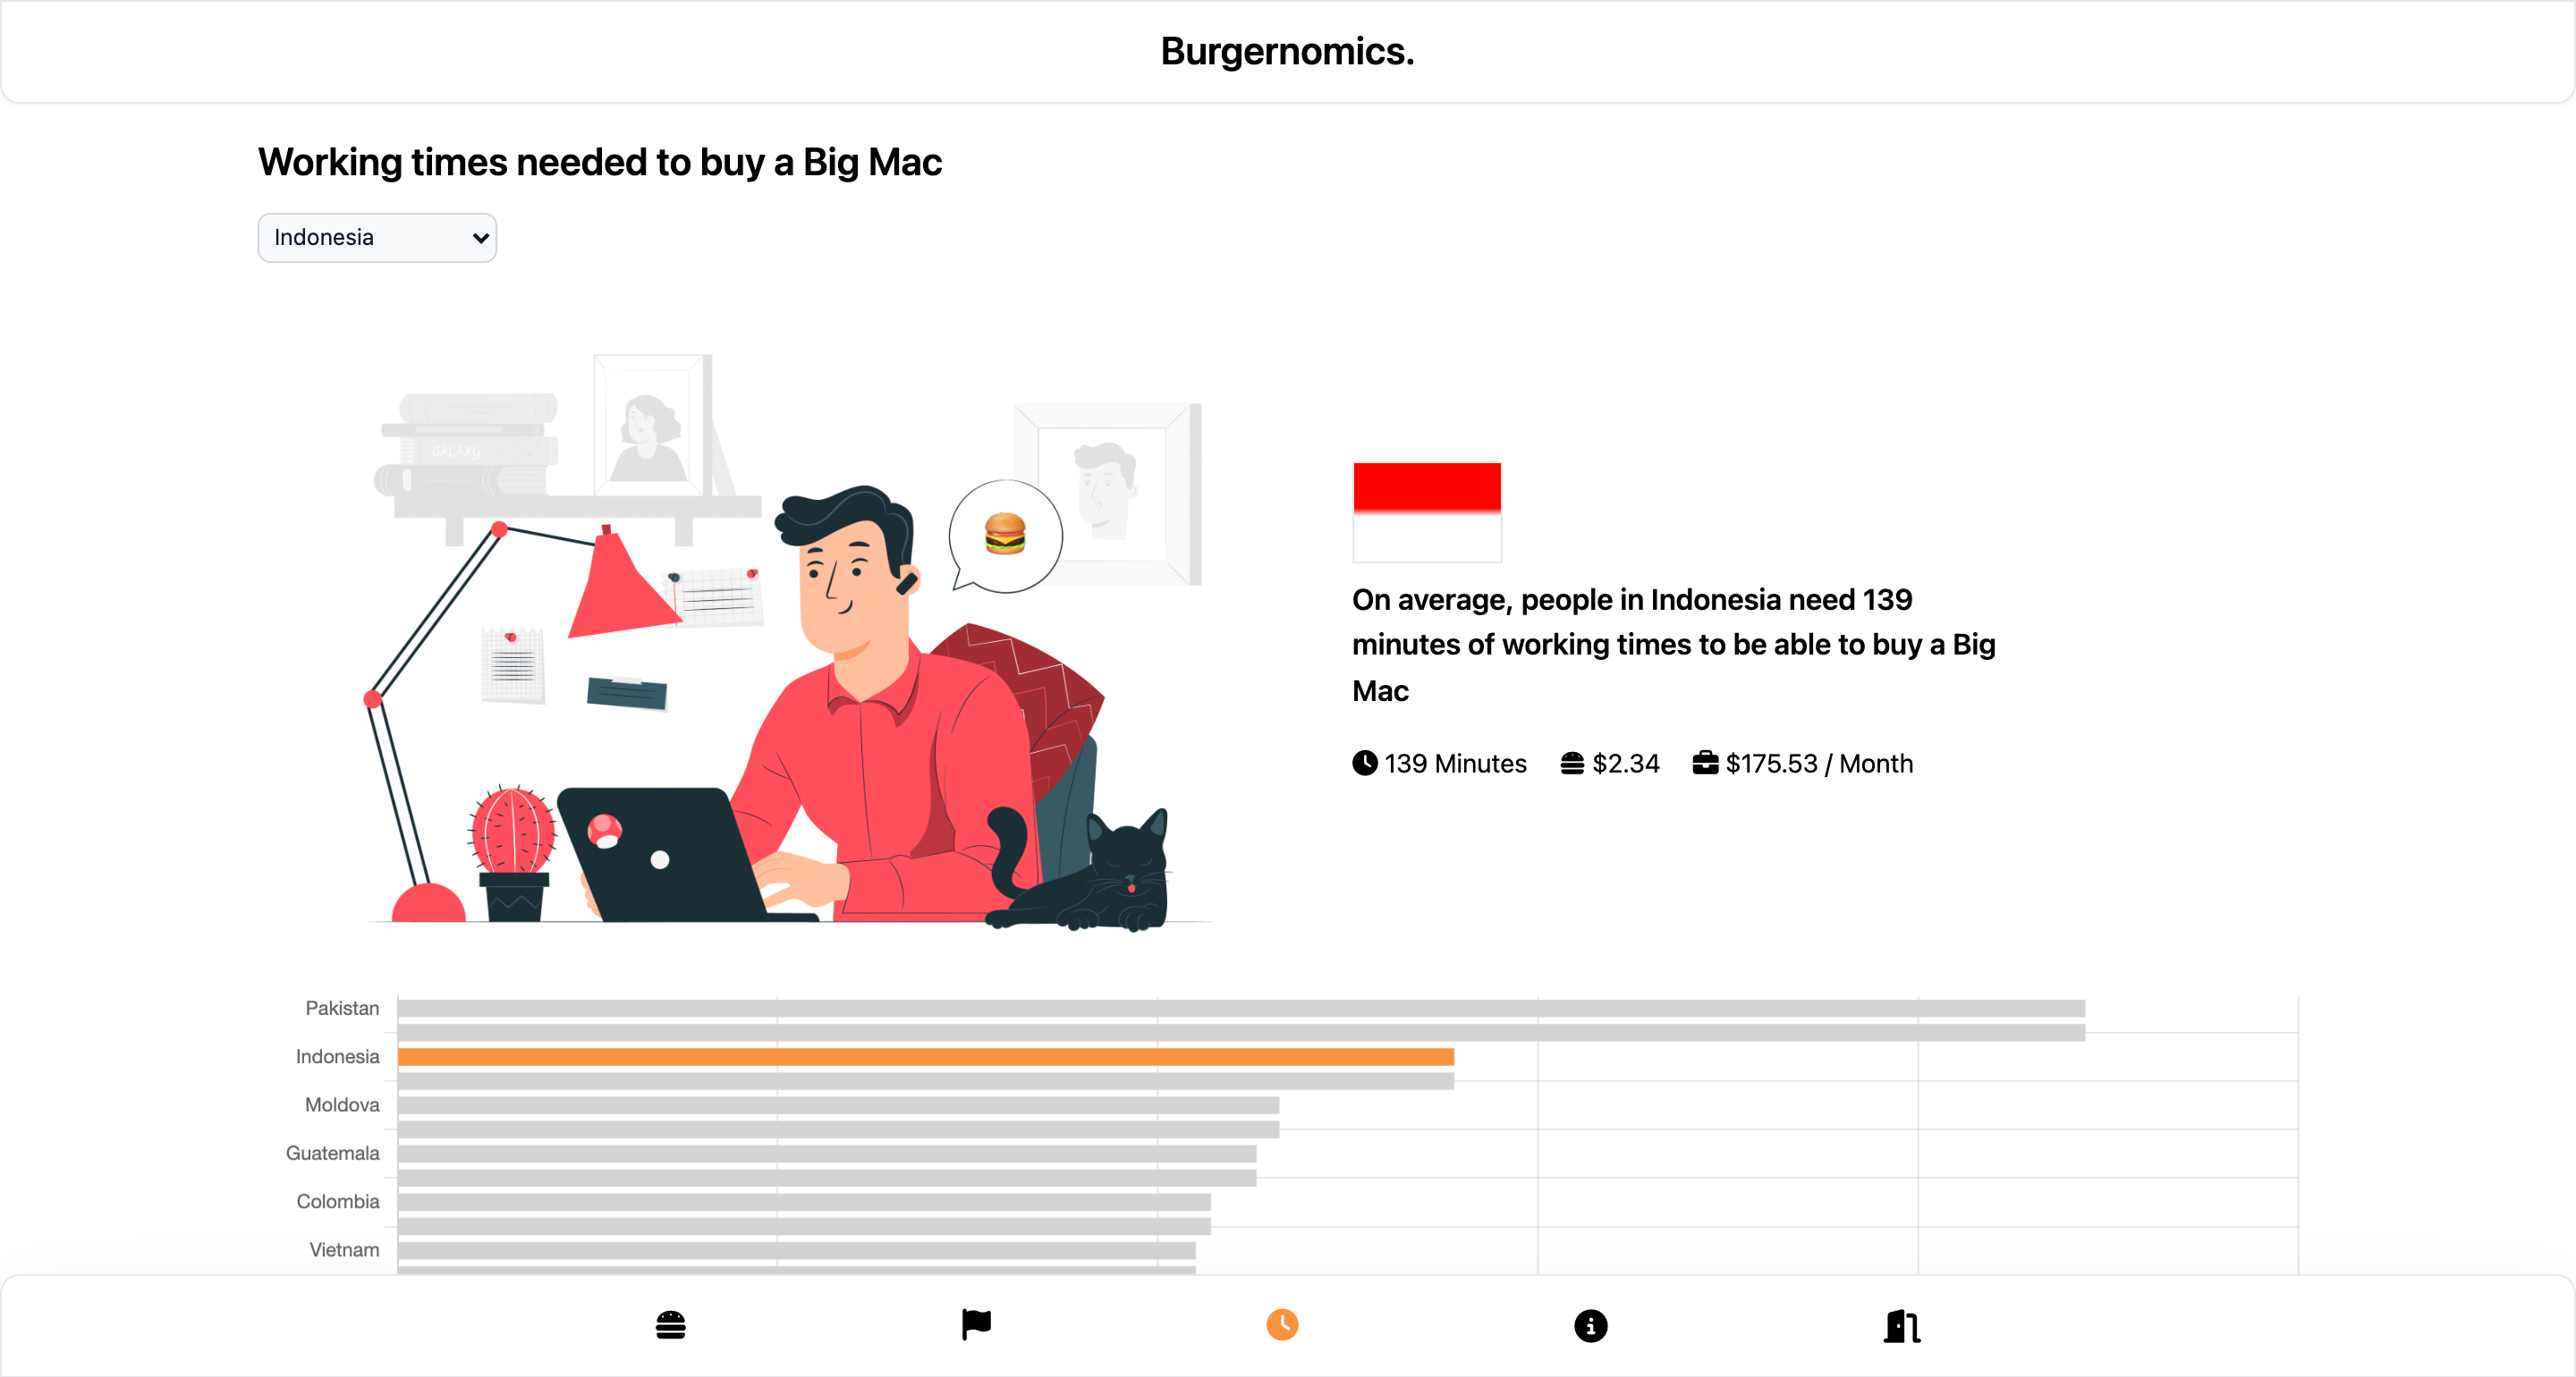 Burgernomics.
Working times needed to buy a Big Mac
Indonesia
GALAXY
On average, people in Indonesia need 139
minutes of working times to be able to buy a Big
Mac
139 Minutes $2.34 $175.53 / Month
Pakistan
Indonesia
Moldova
Guatemala
Colombia
Vietnam